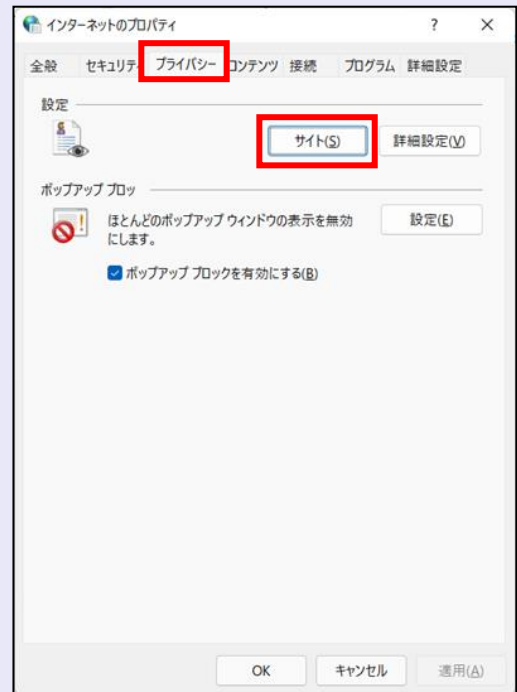 インターネットのプロパティ ? ×
全般 セキュリティ プライバシー コンテンツ 接続 プログラム 詳細設定
設定
サイト(S) 詳細設定(V)
ポップアップ ブロッ
ほとんどのポップアップ ウィンドウの表示を無効
にします。
設定(E)
ポップアップ ブロックを有効にする(B)
OK キャンセル 適用(A)